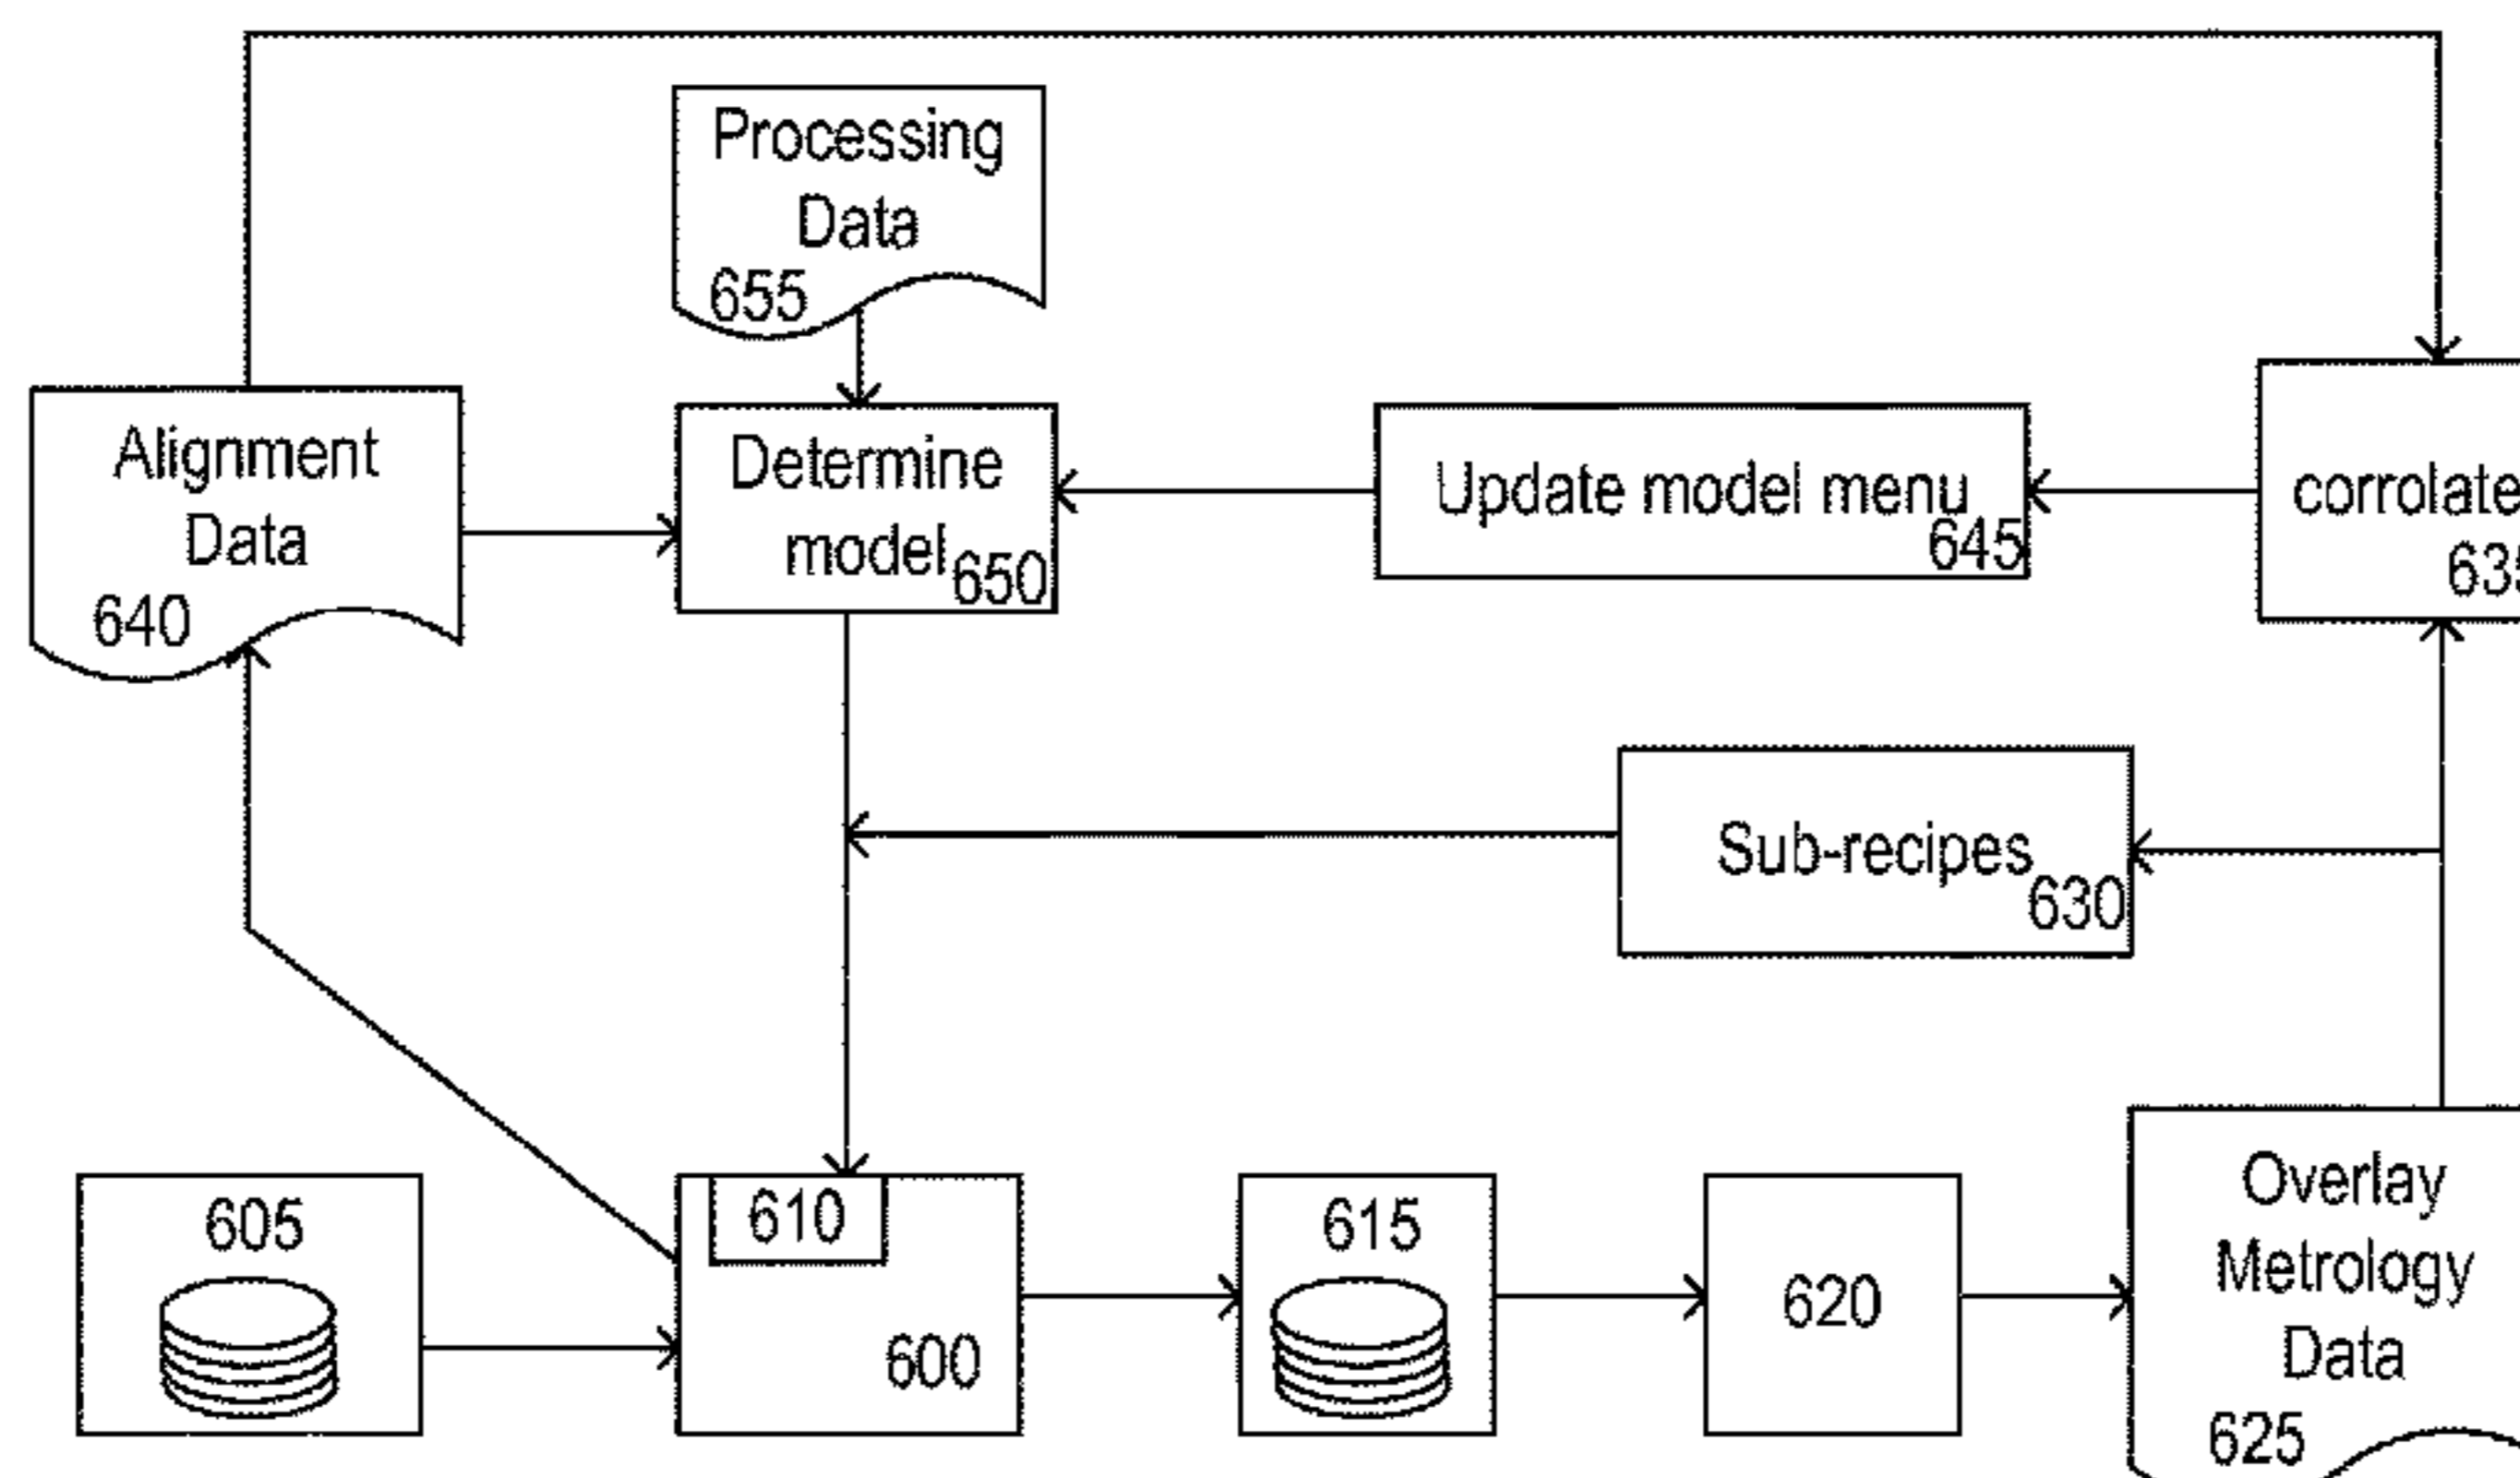 Processing
Data
655
Alignment
Data
640
Determine
model
650
Update model menu
645
corrolate
Sub-recipes
630
605
610
600
615
620
Overlay
Metrology
Data
625